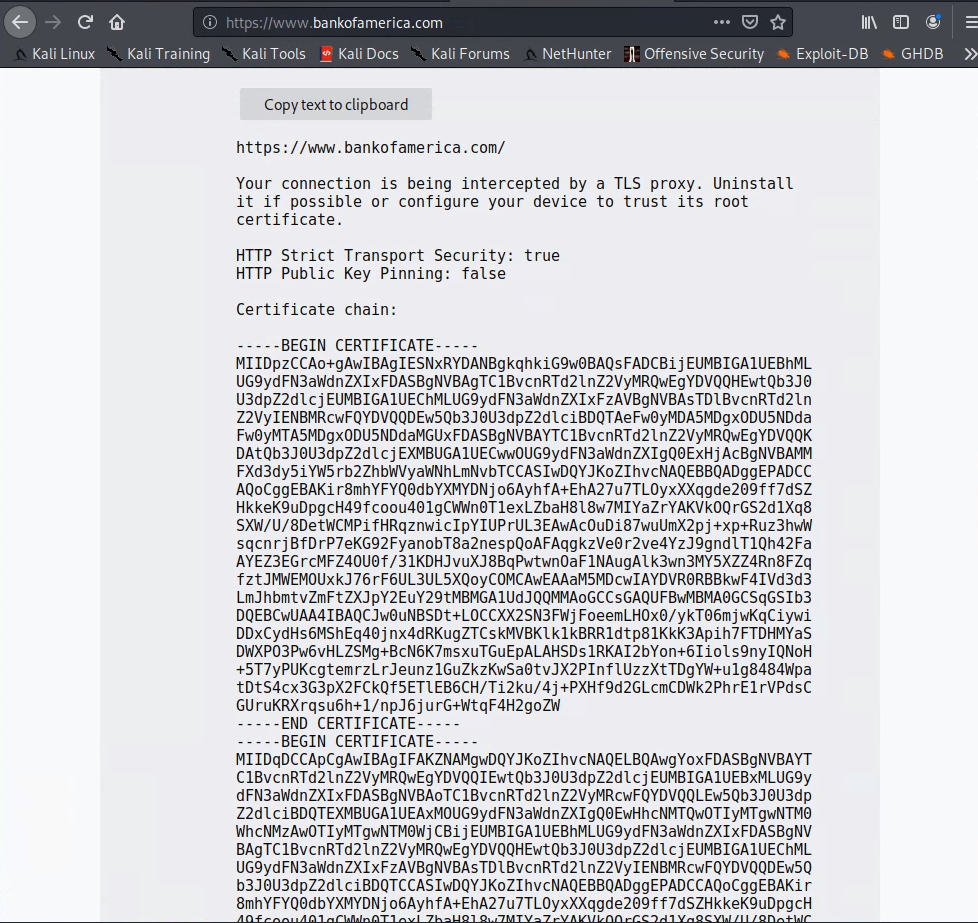 https://www.bankofamerica.com
Kali Linux Kali Training Kali Tools Kali Docs Kali Forums NetHunter Offensive Security Exploit-DB GHDB
Copy text to clipboard
https://www.bankofamerica.com/
Your connection is being intercepted by a TLS proxy. Uninstall
it if possible or configure your device to trust its root
certificate.
HTTP Strict Transport Security: true
HTTP Public Key Pinning: false
Certificate chain:
-----BEGIN CERTIFICATE-----
MIIDpzCCAo+gAwIBAgIESNxRYDANBgkqhkiG9w0BAQsFADCBijEUMBIGA1UEBhML
UG9ydFN3aWdnZXIxFDASBgNVBAgTC1BvcnRTd2lnZ2VyMRQwEgYDVQQHEwtQb3J0
U3dpZ2dlcjEUMBIGA1UEChMLUG9ydFN3aWdnZXIxFzAVBgNVBAsTDlBvcnRTd2ln
Z2VyIENBMRcwFQYDVQQDEw5Qb3J0U3dpZ2dlciBDQTAeFw0yMDA5MDgxODU5NDda
Fw0yMTA5MDgxODU5NDdaMGUxFDASBgNVBAYTC1BvcnRTd2lnZ2VyMRQwEgYDVQQK
DAtQb3J0U3dpZ2dlcjEXMBUGA1UECwwOUG9ydFN3aWdnZXIgQ0ExHjAcBgNVBAMM
FXd3dy5iYW5rb2ZhbWVyaWNhLmNvbTCCASIwDQYJKoZIhvcNAQEBBQADggEPADCC
AQoCggEBAKir8mhYFYQ0dbYXMYDNjo6AyhfA+EhA27u7TLOyxXXqgde209ff7dSZ
HkkeK9uDpgcH49fcoou401gCWWn0T1exLZbaH8l8w7MIYaZrYAKVkOQrGS2d1Xq8
SXW/U/8DetWCMPifHRqznwicIpYIUPrUL3EAwAcOuDi87wuUmX2pj+xp+Ruz3hwW
sqcnrjBfDrP7eKG92FyanobT8a2nespQoAFAqgkzVe0r2ve4YzJ9gndlT1Qh42Fa
AYEZ3EGrcMFZ4OU0f/31KDHJvuXJ8BqPwtwnOaF1NAugAlk3wn3MY5XZZ4Rn8FZq
fztJMWEMOUxkJ76rF6UL3UL5XQoyCOMCAwEAAaM5MDcwIAYDVR0RBBkwF4IVd3d3
LmJhbmtvZmFtZXJpY2EuY29tMBMGA1UdJQQMMAoGCCsGAQUFBwMBMA0GCSqGSIb3
DQEBCwUAA4IBAQCJw0uNBSDt+LOCCXX2SN3FWjFoeemLHOx0/ykT06mjwKqCiywi
DDxCydHs6MShEq40jnx4dRKugZTCskMVBKlk1kBRR1dtp81KkK3Apih7FTDHMYaS
DWXPO3Pw6vHLZSMg+BcN6K7msxuTGuEpALAHSDs1RKAI2bYon+6Iiols9nyIQNoH
+5T7yPUKcgtemrzLrJeunz1GuZkzKwSa0tvJX2PInflUzzXtTDgYW+u1g8484Wpa
tDtS4cx3G3pX2FCkQf5ETlEB6CH/Ti2ku/4j+PXHf9d2GLcmCDWk2PhrE1rVPdsC
GUruKRXrqsu6h+1/npJ6jurG+WtqF4H2goZW
-----END CERTIFICATE-----
-----BEGIN CERTIFICATE-----
MIIDqDCCApCgAwIBAgIFAKZNAMgwDQYJKoZIhvcNAQELBQAwgYoxFDASBgNVBAYT
C1BvcnRTd2lnZ2VyMRQwEgYDVQQIEwtQb3J0U3dpZ2dlcjEUMBIGA1UEBxMLUG9y
dFN3aWdnZXIxFDASBgNVBAoTC1BvcnRTd2lnZ2VyMRcwFQYDVQQLEw5Qb3J0U3dp
Z2dlciBDQTEXMBUGA1UEAxMOUG9ydFN3aWdnZXIgQ0EwHhcNMTQwOTIyMTgwNTM0
WhcNMzAwOTIyMTgwNTM0WjCBijEUMBIGA1UEBhMLUG9ydFN3aWdnZXIxFDASBgNV
BAgTC1BvcnRTd2lnZ2VyMRQwEgYDVQQHEwtQb3J0U3dpZ2dlcjEUMBIGA1UEChML
UG9ydFN3aWdnZXIxFzAVBgNVBAsTDlBvcnRTd2lnZ2VyIENBMRcwFQYDVQQDEw5Q
b3J0U3dpZ2dlciBDQTCCASIwDQYJKoZIhvcNAQEBBQADggEPADCCAQoCggEBAKir
8mhYFYQ0dbYXMYDNjo6AyhfA+EhA27u7TLOyxXXqgde209ff7dSZHkkeK9uDpgcH
49fcoou401gCWWn0T1exLZbaH8l8w7MIYaZrYAKVkOQrGS2d1Xq8SXW/U/8DetWC